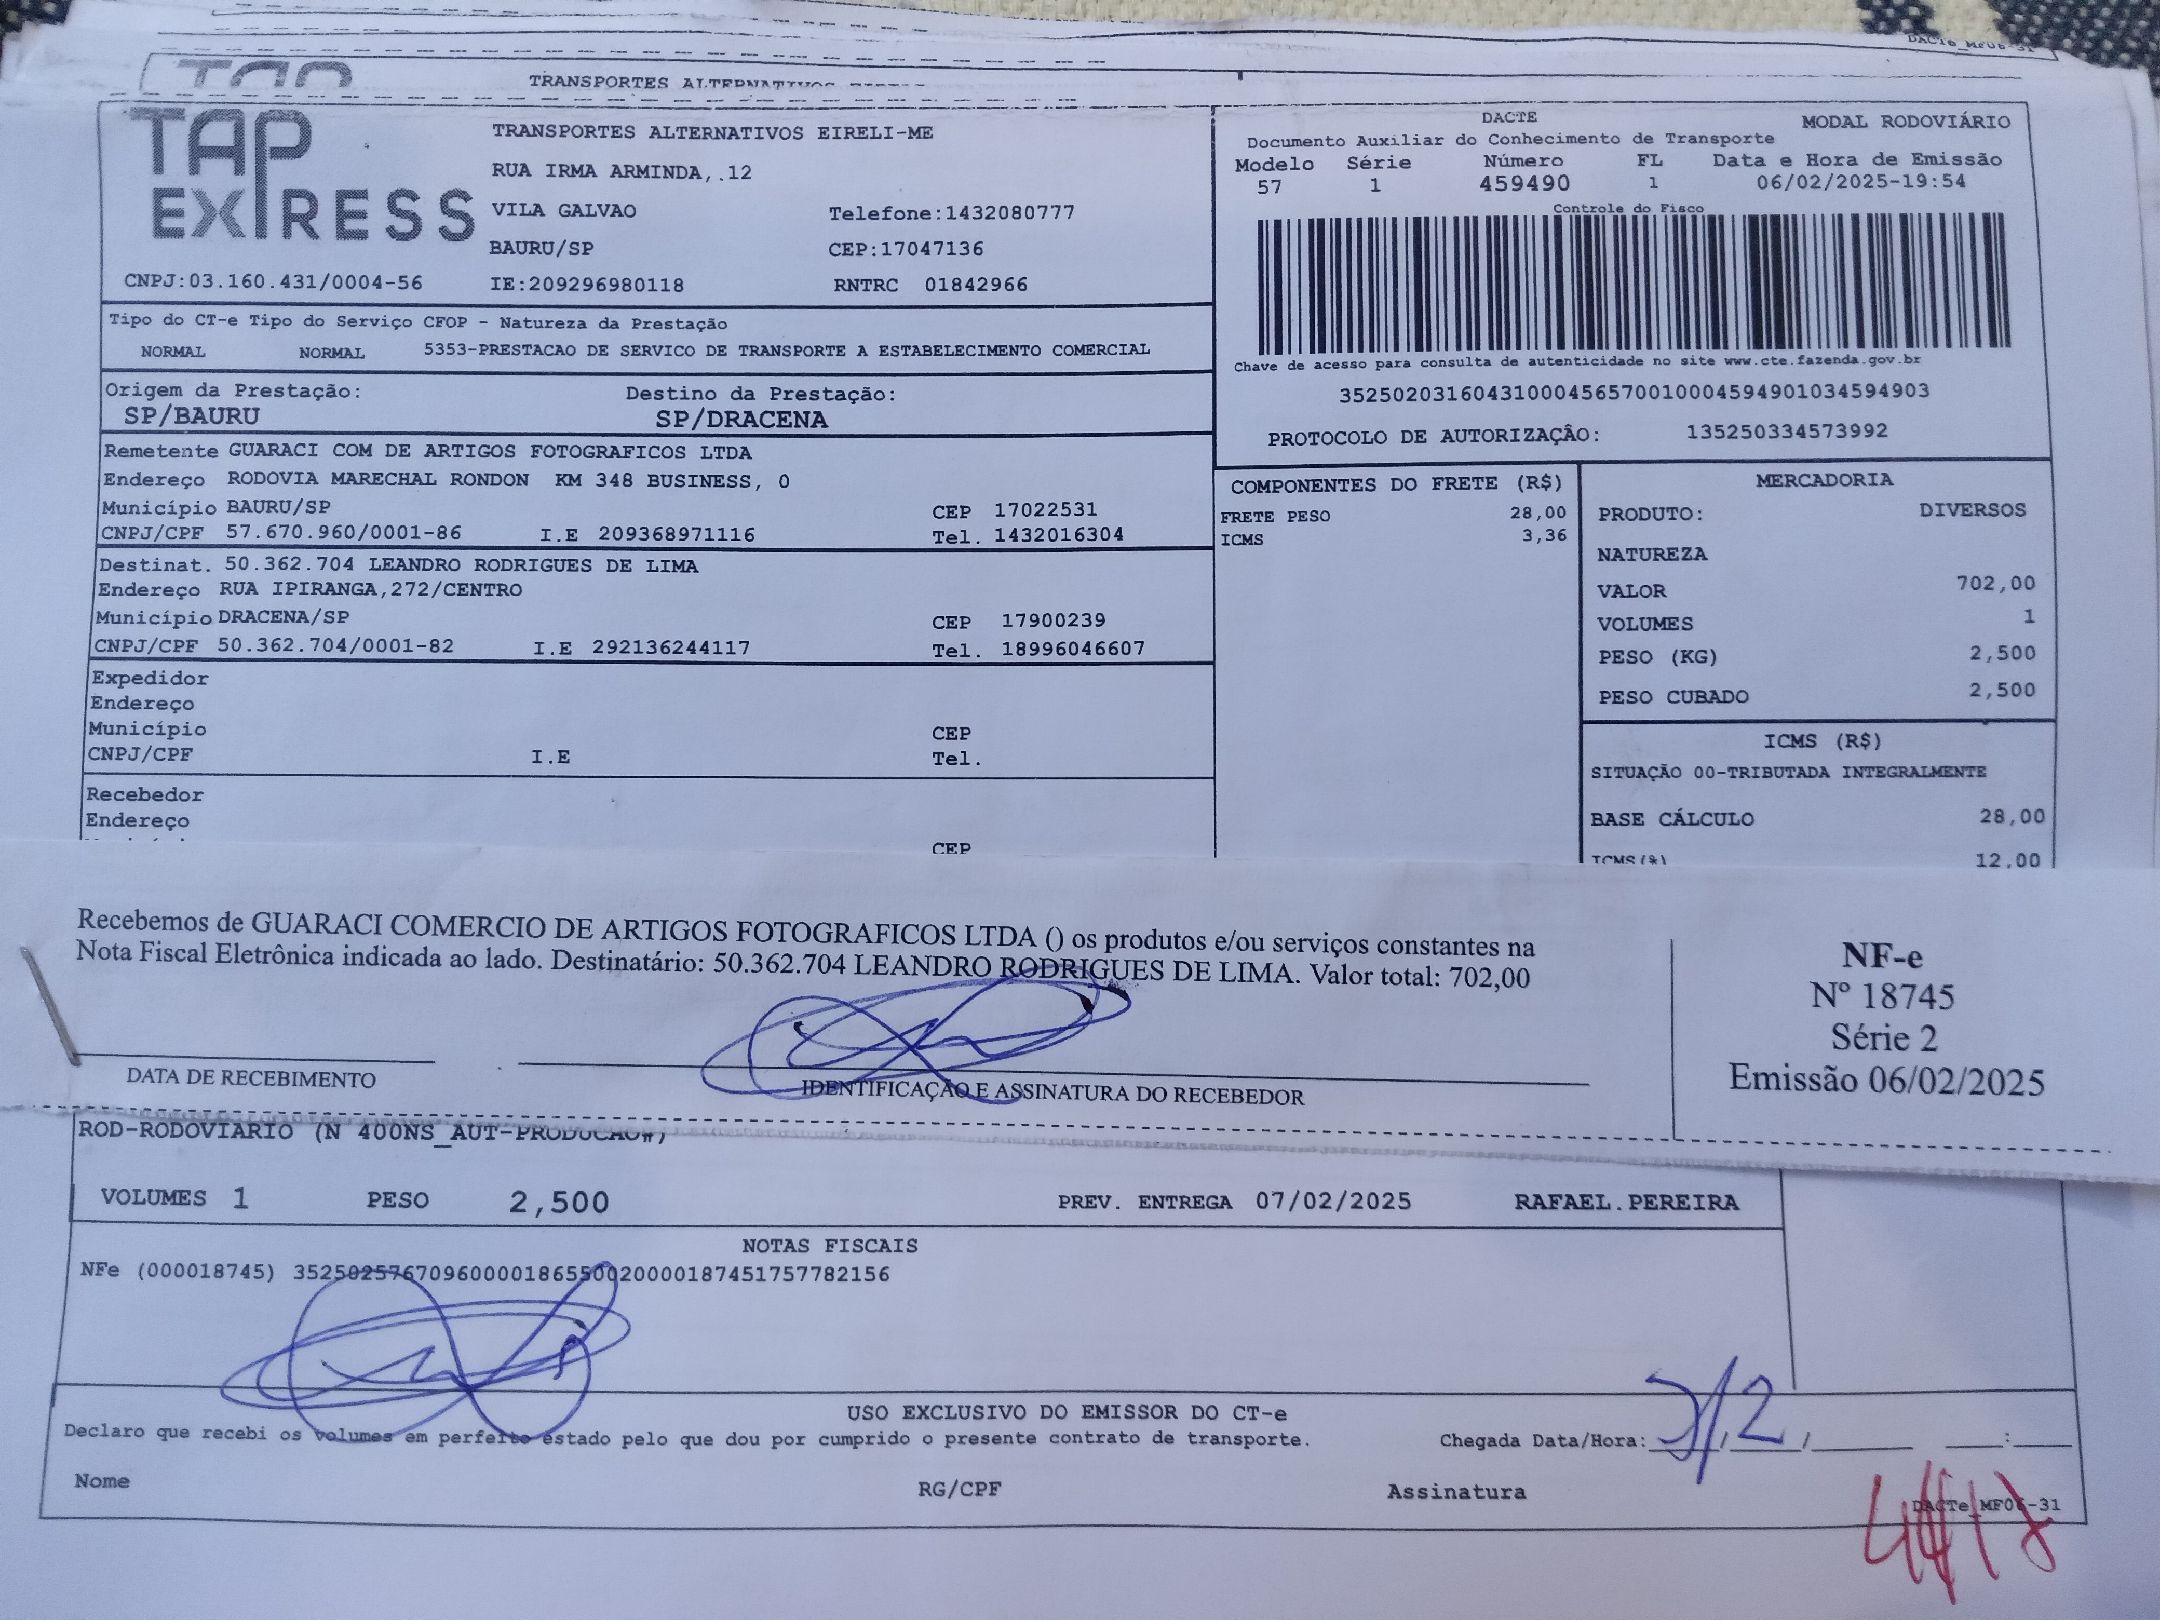 DACTe_MF06-31
TRANSPORTES ALTERNATIVOS
TAP
EXPRESS
TRANSPORTES ALTERNATIVOS EIRELI-ME
RUA IRMA ARMINDA,.12
VILA GALVAO
Telefone:1432080777
BAURU/SP
CEP:17047136
CNPJ:03.160.431/0004-56
IE:209296980118
RNTRC 01842966
DACTE
MODAL RODOVIÁRIO
Documento Auxiliar do Conhecimento de Transporte
Modelo Série Número FL Data e Hora de Emissão
57 1 459490 1 06/02/2025-19:54
Controle do Fisco
Chave de acesso para consulta de autenticidade no site www.cte.fazenda.gov.br
35250203160431000456570010004594901034594903
PROTOCOLO DE AUTORIZAÇÂO: 135250334573992
Tipo do CT-e Tipo do Serviço CFOP - Natureza da Prestação
NORMAL NORMAL 5353-PRESTACAO DE SERVICO DE TRANSPORTE A ESTABELECIMENTO COMERCIAL
Origem da Prestação: Destino da Prestação:
SP/BAURU SP/DRACENA
Remetente GUARACI COM DE ARTIGOS FOTOGRAFICOS LTDA
Endereço RODOVIA MARECHAL RONDON KM 348 BUSINESS, 0
Município BAURU/SP CEP 17022531
CNPJ/CPF 57.670.960/0001-86 I.E 209368971116 Tel. 1432016304
Destinat. 50.362.704 LEANDRO RODRIGUES DE LIMA
Endereço RUA IPIRANGA,272/CENTRO
Município DRACENA/SP CEP 17900239
CNPJ/CPF 50.362.704/0001-82 I.E 292136244117 Tel. 18996046607
Expedidor
Endereço
Município CEP
CNPJ/CPF I.E Tel.
Recebedor
Endereço
CEP
COMPONENTES DO FRETE (R$)
FRETE PESO 28,00
ICMS 3,36
MERCADORIA
PRODUTO: DIVERSOS
NATUREZA
VALOR 702,00
VOLUMES 1
PESO (KG) 2,500
PESO CUBADO 2,500
ICMS (R$)
SITUAÇÃO 00-TRIBUTADA INTEGRALMENTE
BASE CÁLCULO 28,00
ICMS(%) 12,00
Recebemos de GUARACI COMERCIO DE ARTIGOS FOTOGRAFICOS LTDA () os produtos e/ou serviços constantes na
Nota Fiscal Eletrônica indicada ao lado. Destinatário: 50.362.704 LEANDRO RODRIGUES DE LIMA. Valor total: 702,00
DATA DE RECEBIMENTO
IDENTIFICAÇÃO E ASSINATURA DO RECEBEDOR
NF-e
Nº 18745
Série 2
Emissão 06/02/2025
ROD-RODOVIARIO (N 400NS_AUT-PRODUCAO#)
VOLUMES 1 PESO 2,500 PREV. ENTREGA 07/02/2025 RAFAEL.PEREIRA
NOTAS FISCAIS
NFe (000018745) 35250257670960000186550020000187451757782156
USO EXCLUSIVO DO EMISSOR DO CT-e
Declaro que recebi os volumes em perfeito estado pelo que dou por cumprido o presente contrato de transporte.
Chegada Data/Hora: 7/2
Nome RG/CPF Assinatura
DACTe_MF06-31